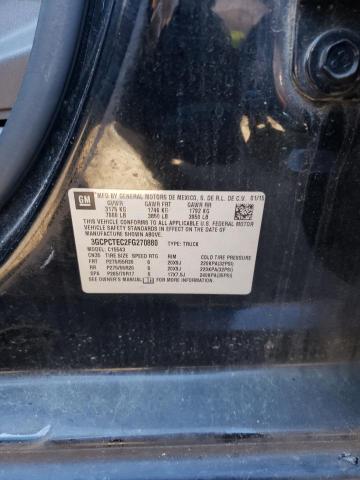 GM
MFD BY GENERAL MOTORS DE MEXICO, S. DE R.L. DE C.V. 01/15
GVWR GAWR FRT GAWR RR
3175 KG 1746 KG 1792 KG
7000 LB 3850 LB 3950 LB
THIS VEHICLE CONFORMS TO ALL APPLICABLE U.S. FEDERAL MOTOR
VEHICLE SAFETY STANDARDS IN EFFECT ON THE DATE OF
MANUFACTURE SHOWN ABOVE.
3GCPCTEC2FG270880 TYPE: TRUCK
MODEL: C15543
TIRE SIZE SPEED RTG RIM COLD TIRE PRESSURE
FRT P275/55R20 S 20X9J 220KPA(32PSI)
RR P275/55R20 S 20X9J 220KPA(32PSI)
SPA P265/70R17 S 17X7.5J 240KPA(35PSI)
SEE OWNER'S MANUAL FOR MORE INFORMATION